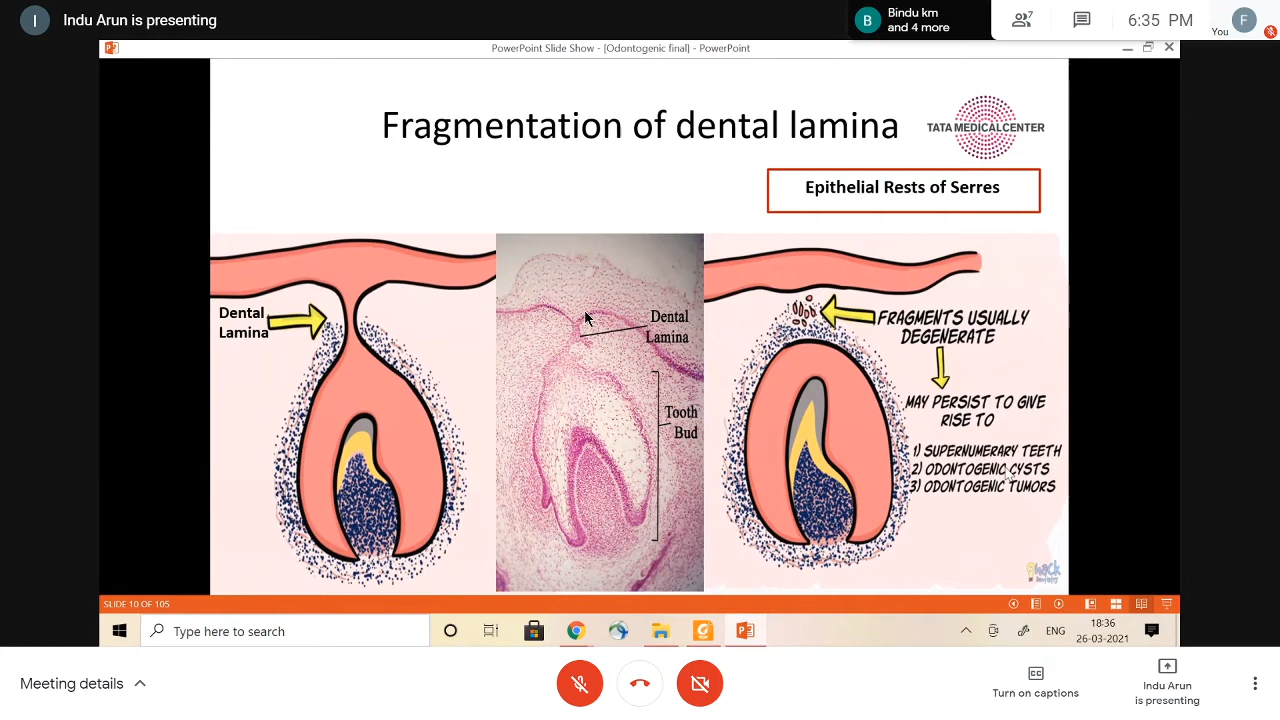 I
Indu Arun is presenting
B
Bindu km
and 4 more
7
6:35 PM
F
You
PowerPoint Slide Show - [Odontogenic final] - PowerPoint
Fragmentation of dental lamina
TATA MEDICAL CENTER
Epithelial Rests of Serres
Dental
Lamina
Dental
Lamina
Tooth
Bud
FRAGMENTS USUALLY
DEGENERATE
MAY PERSIST TO GIVE
RISE TO
1) SUPERNUMERARY TEETH
2) ODONTOGENIC CYSTS
3) ODONTOGENIC TUMORS
SLIDE 10 OF 105
Type here to search
ENG
18:36
26-03-2021
Meeting details
CC
Turn on captions
Indu Arun
is presenting